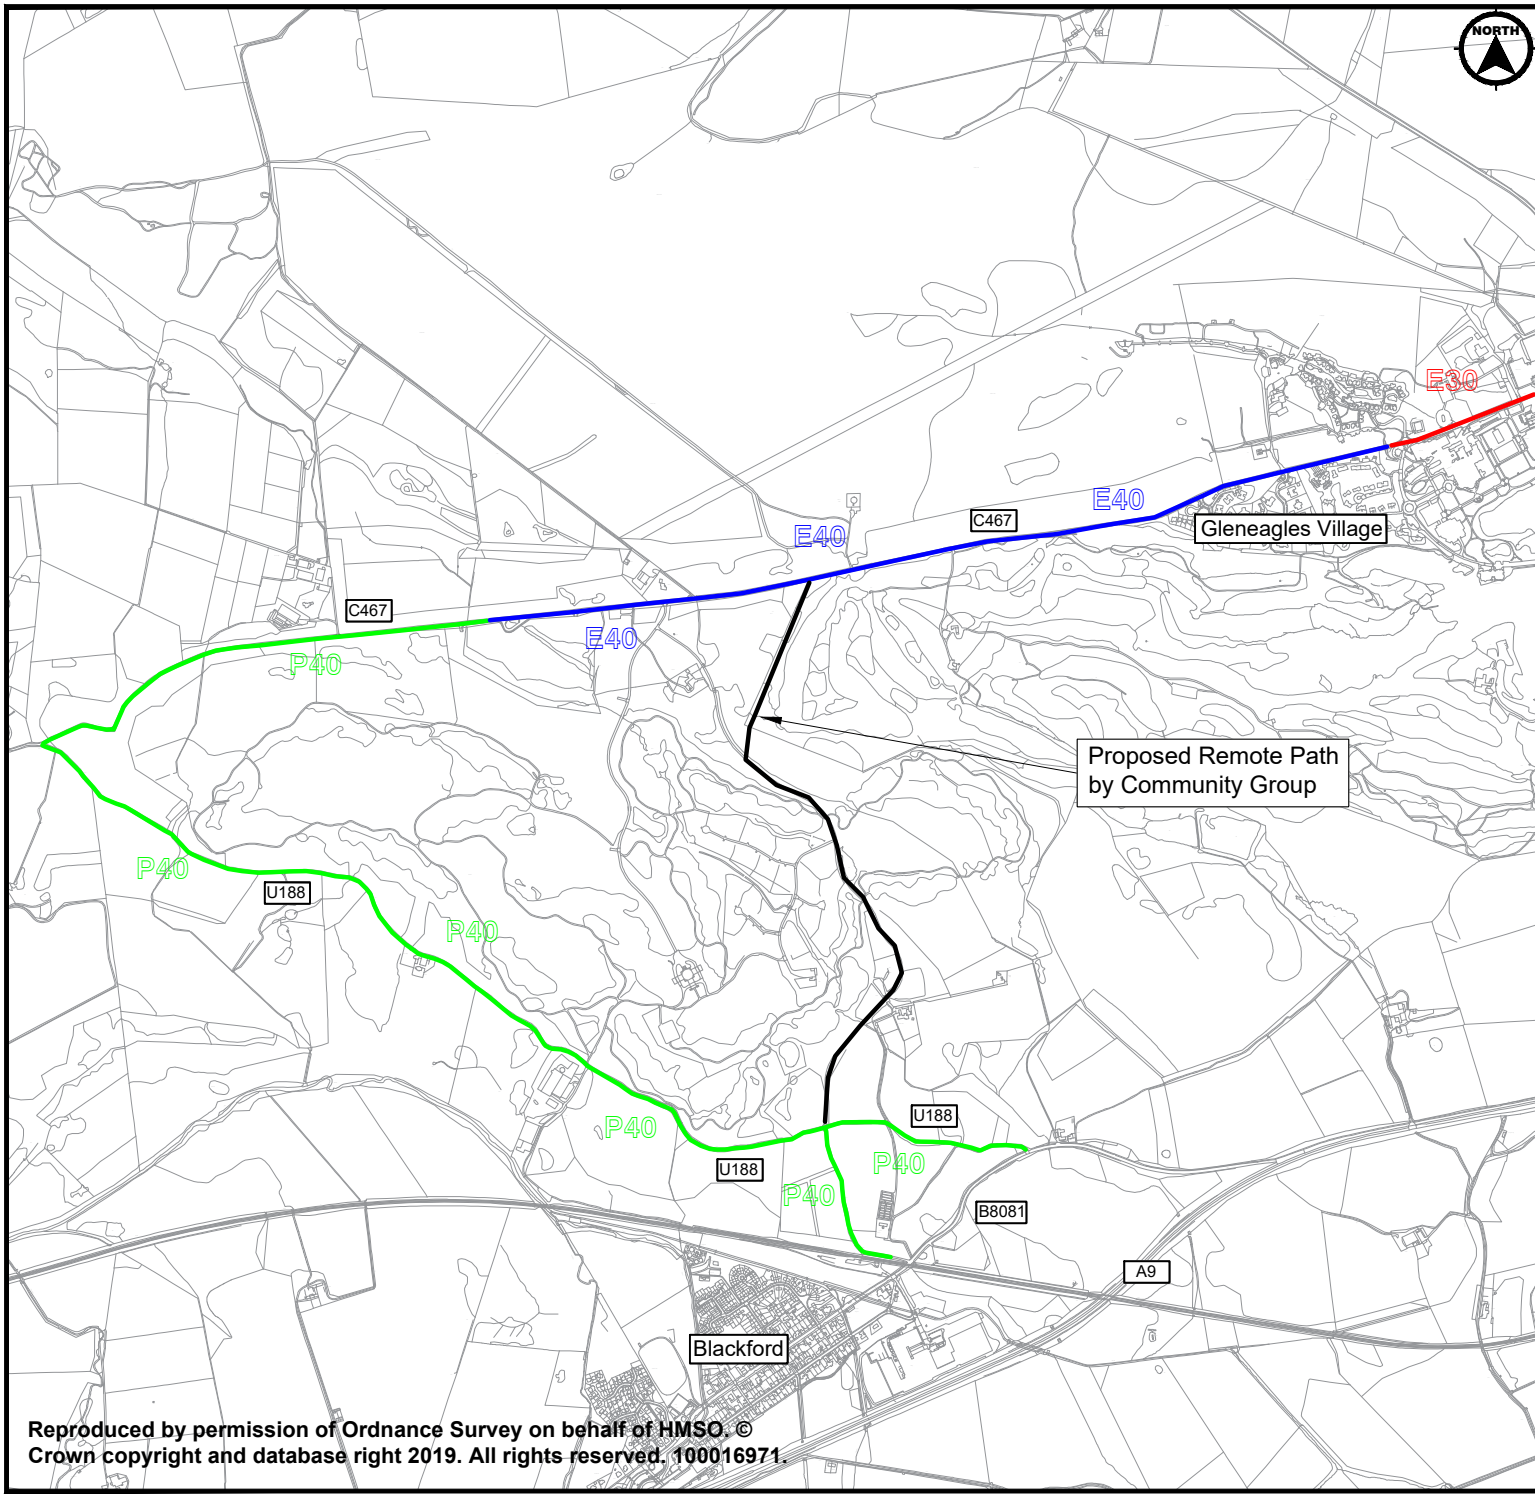 NORTH
E30
E40
C467
Gleneagles Village
E40
C467
E40
P40
Proposed Remote Path
by Community Group
P40
U188
P40
U188
P40
P40
U188
P40
B8081
A9
Blackford
Reproduced by permission of Ordnance Survey on behalf of HMSO. ©
Crown copyright and database right 2019. All rights reserved. 100016971.